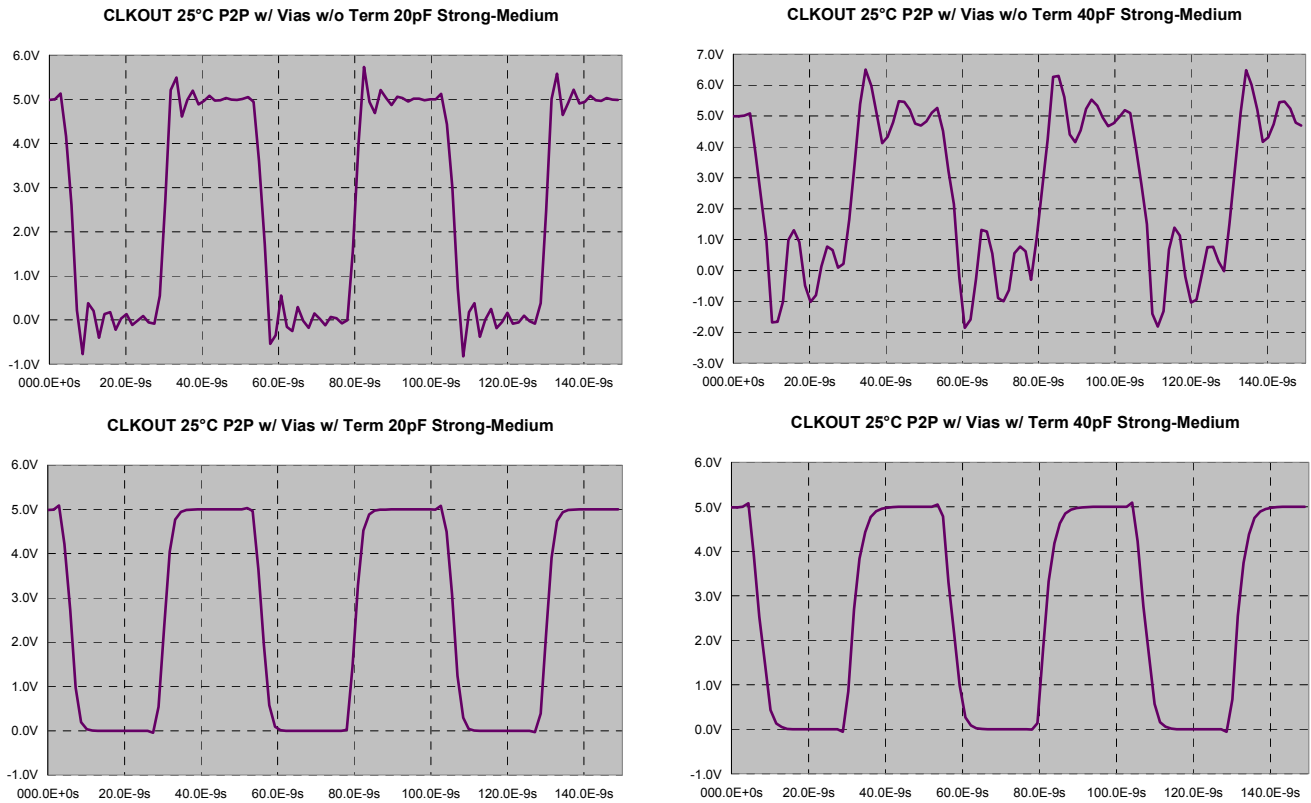 CLKOUT 25°C P2P w/ Vias w/o Term 20pF Strong-Medium
6.0V
5.0V
4.0V
3.0V
2.0V
1.0V
0.0V
-1.0V
000.0E+0s 20.0E-9s 40.0E-9s 60.0E-9s 80.0E-9s 100.0E-9s 120.0E-9s 140.0E-9s
CLKOUT 25°C P2P w/ Vias w/o Term 40pF Strong-Medium
7.0V
6.0V
5.0V
4.0V
3.0V
2.0V
1.0V
0.0V
-1.0V
-2.0V
-3.0V
000.0E+0s 20.0E-9s 40.0E-9s 60.0E-9s 80.0E-9s 100.0E-9s 120.0E-9s 140.0E-9s
CLKOUT 25°C P2P w/ Vias w/ Term 20pF Strong-Medium
6.0V
5.0V
4.0V
3.0V
2.0V
1.0V
0.0V
-1.0V
000.0E+0s 20.0E-9s 40.0E-9s 60.0E-9s 80.0E-9s 100.0E-9s 120.0E-9s 140.0E-9s
CLKOUT 25°C P2P w/ Vias w/ Term 40pF Strong-Medium
6.0V
5.0V
4.0V
3.0V
2.0V
1.0V
0.0V
-1.0V
000.0E+0s 20.0E-9s 40.0E-9s 60.0E-9s 80.0E-9s 100.0E-9s 120.0E-9s 140.0E-9s